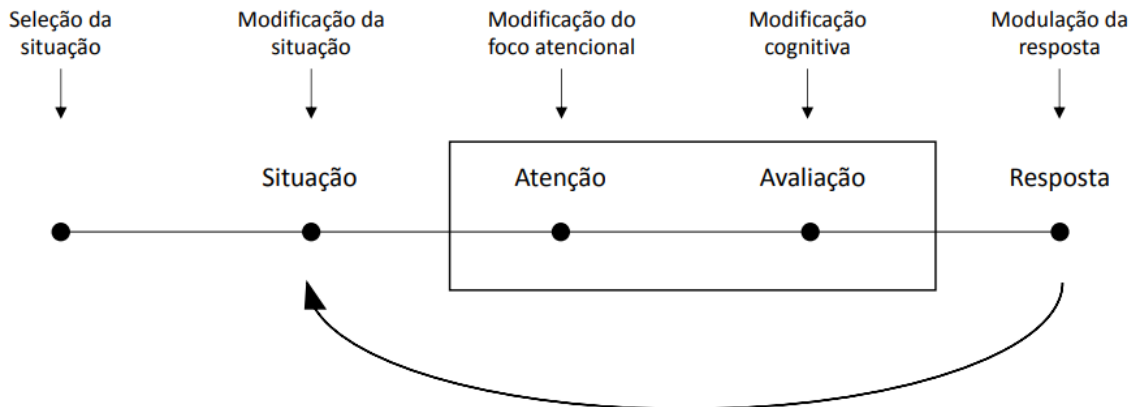 Seleção da
situação
Modificação da
situação
Modificação do
foco atencional
Modificação
cognitiva
Modulação da
resposta
Situação
Atenção
Avaliação
Resposta